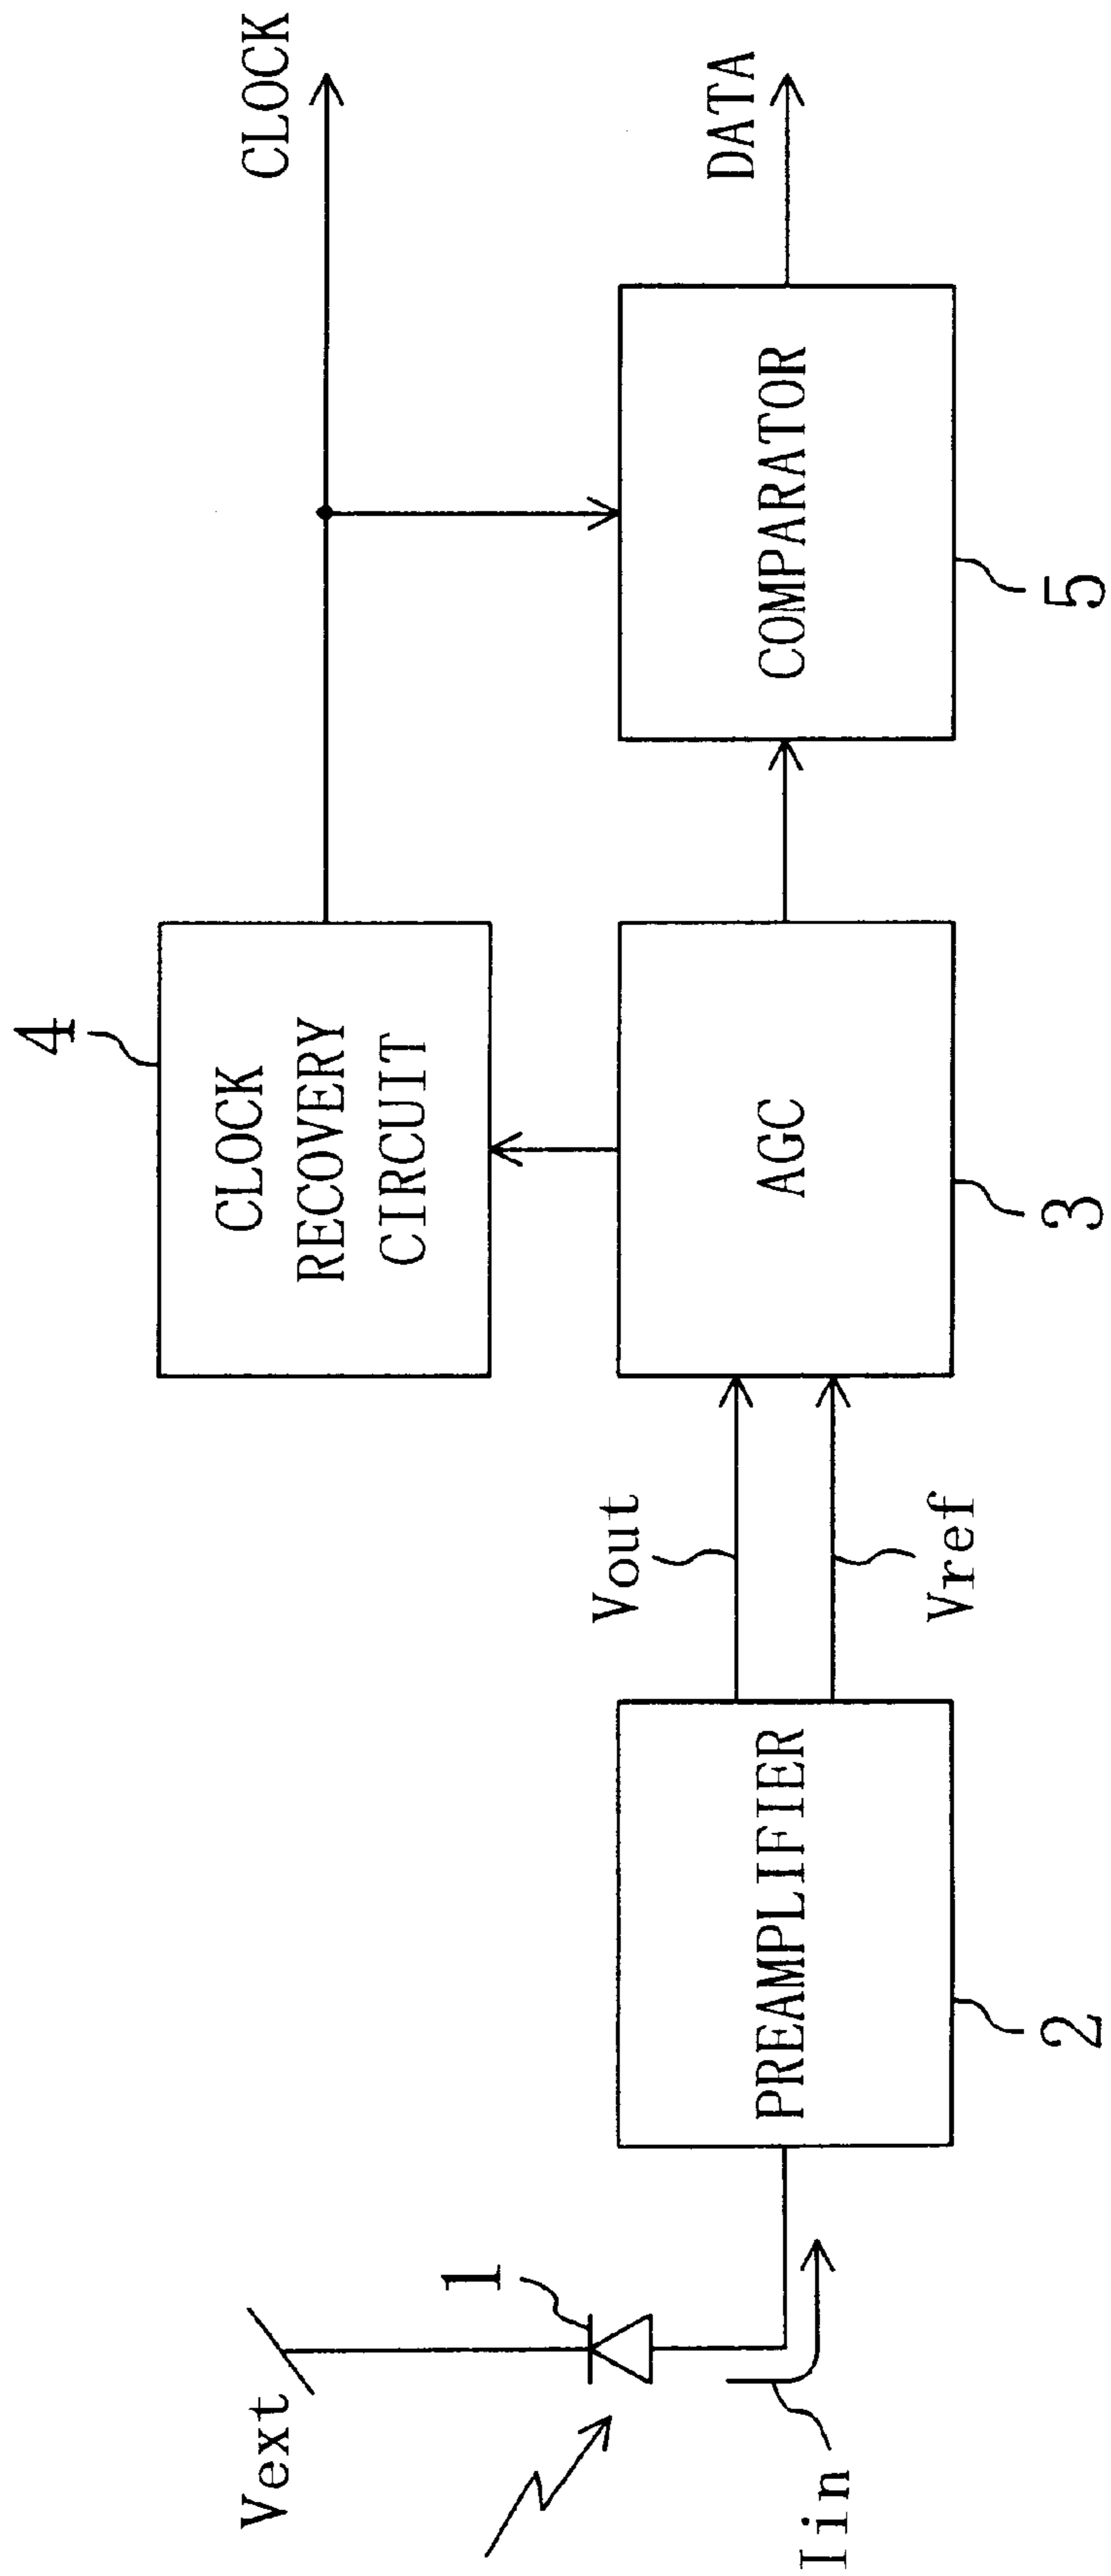 Vext
1
Iin
PREAMPLIFIER
2
Vout
Vref
4
CLOCK
RECOVERY
CIRCUIT
AGC
3
COMPARATOR
5
CLOCK
DATA